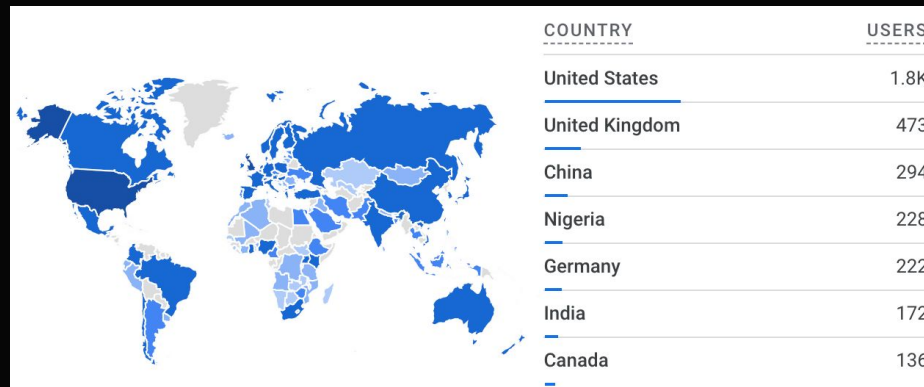 COUNTRY USERS
United States 1.8K
United Kingdom 473
China 294
Nigeria 228
Germany 222
India 172
Canada 136